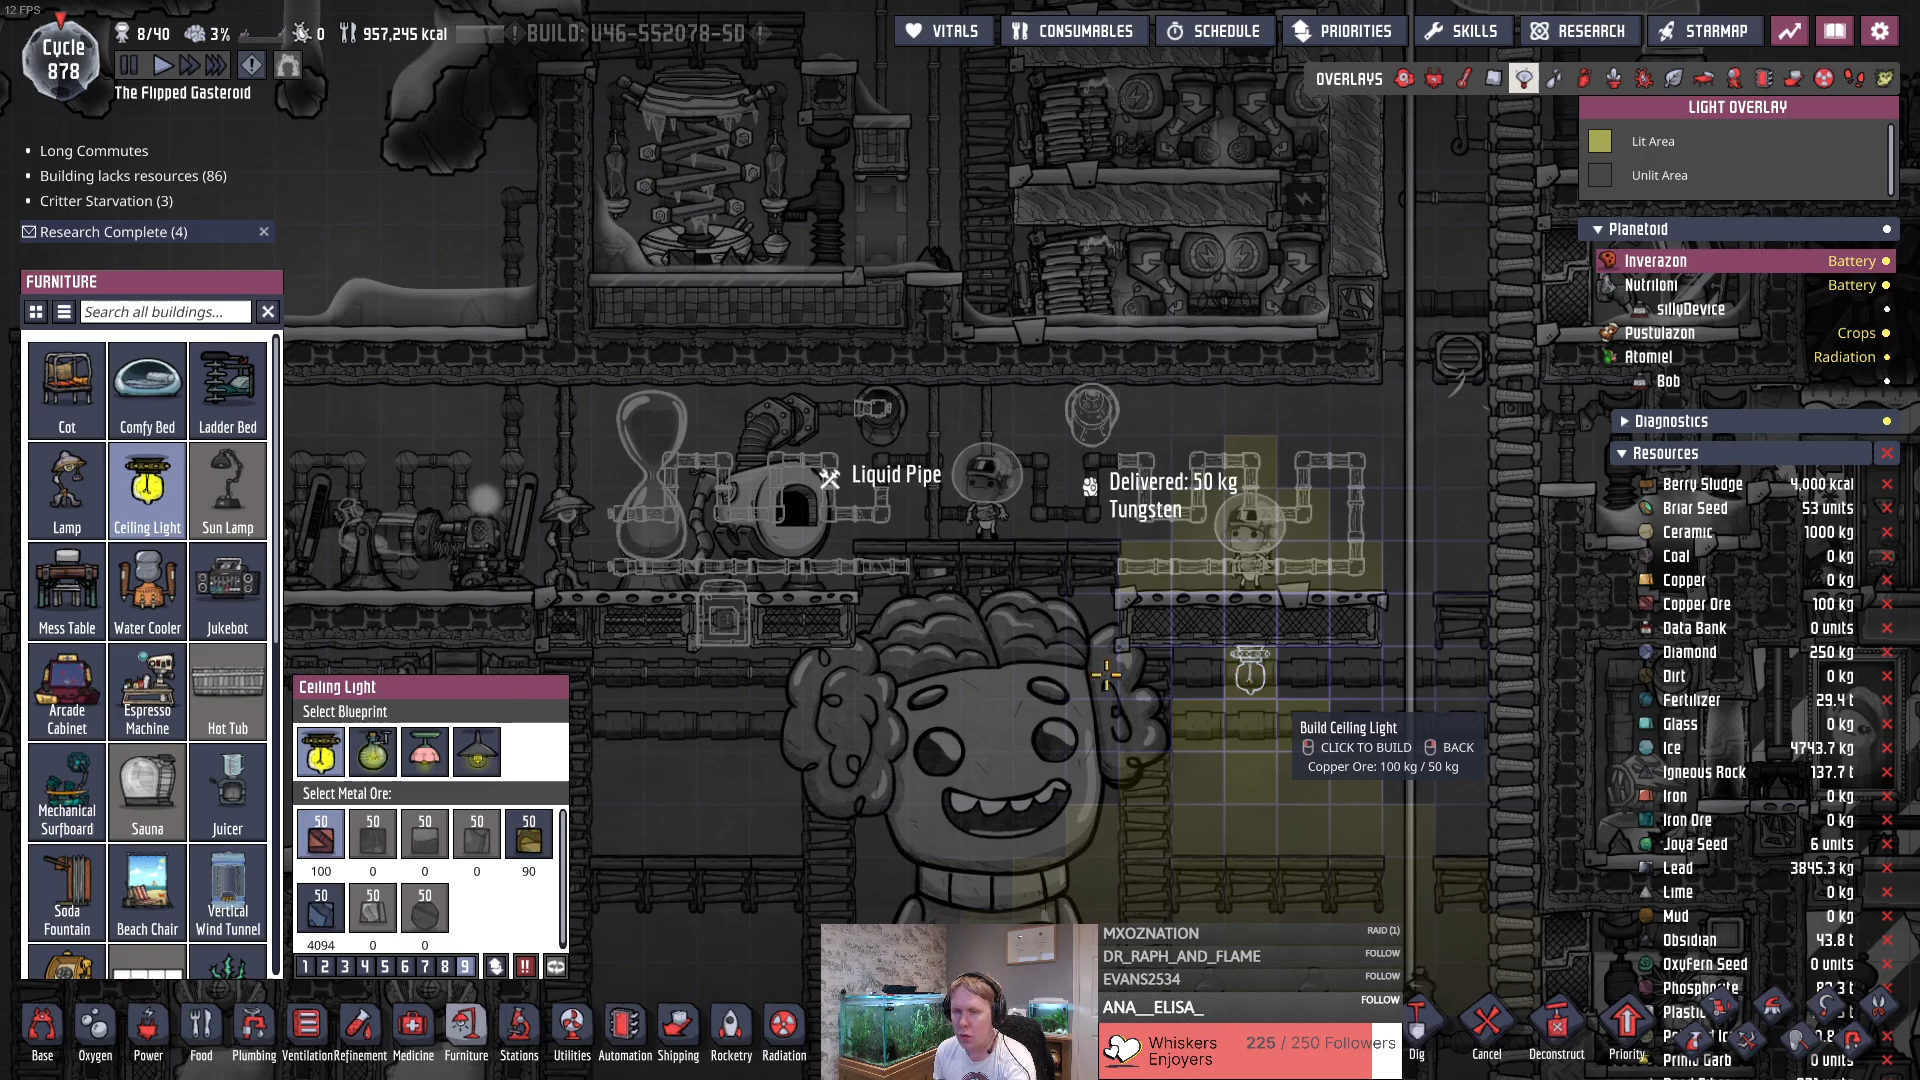 12 FPS
Cycle
878
8/40
3%
0
957,245 kcal
BUILD: U46-552078-SD
The Flipped Gasteroid
VITALS
CONSUMABLES
SCHEDULE
PRIORITIES
SKILLS
RESEARCH
STARMAP
OVERLAYS
LIGHT OVERLAY
Lit Area
Unlit Area
Long Commutes
Building lacks resources (86)
Critter Starvation (3)
Research Complete (4)
FURNITURE
Search all buildings...
Cot
Comfy Bed
Ladder Bed
Lamp
Ceiling Light
Sun Lamp
Mess Table
Water Cooler
Jukebot
Arcade Cabinet
Espresso Machine
Hot Tub
Mechanical Surfboard
Sauna
Juicer
Soda Fountain
Beach Chair
Vertical Wind Tunnel
Ceiling Light
Select Blueprint
Select Metal Ore:
50 50 50 50 50
100 0 0 0 90
50 50 50
4094 0 0
1 2 3 4 5 6 7 8 9 !!
Liquid Pipe
Delivered: 50 kg
Tungsten
Build Ceiling Light
CLICK TO BUILD BACK
Copper Ore: 100 kg / 50 kg
Planetoid
Inverazon Battery
Nutriloni Battery
sillyDevice
Pustulazon Crops
Atomiel Radiation
Bob
Diagnostics
Resources
Berry Sludge 4,000 kcal
Briar Seed 53 units
Ceramic 1000 kg
Coal 0 kg
Copper 0 kg
Copper Ore 100 kg
Data Bank 0 units
Diamond 250 kg
Dirt 0 kg
Fertilizer 29.4 t
Glass 0 kg
Ice 4743.7 kg
Igneous Rock 137.7 t
Iron 0 kg
Iron Ore 0 kg
Joya Seed 6 units
Lead 3845.3 kg
Lime 0 kg
Mud 0 kg
Obsidian 43.8 t
OxyFern Seed 0 units
MXOZNATION RAID (1)
DR_RAPH_AND_FLAME FOLLOW
EVANS2534 FOLLOW
ANA__ELISA_ FOLLOW
Whiskers Enjoyers
225 / 250 Followers
Base
Oxygen
Power
Food
Plumbing
Ventilation
Refinement
Medicine
Furniture
Stations
Utilities
Automation
Shipping
Rocketry
Radiation
Dig
Cancel
Deconstruct
Priority